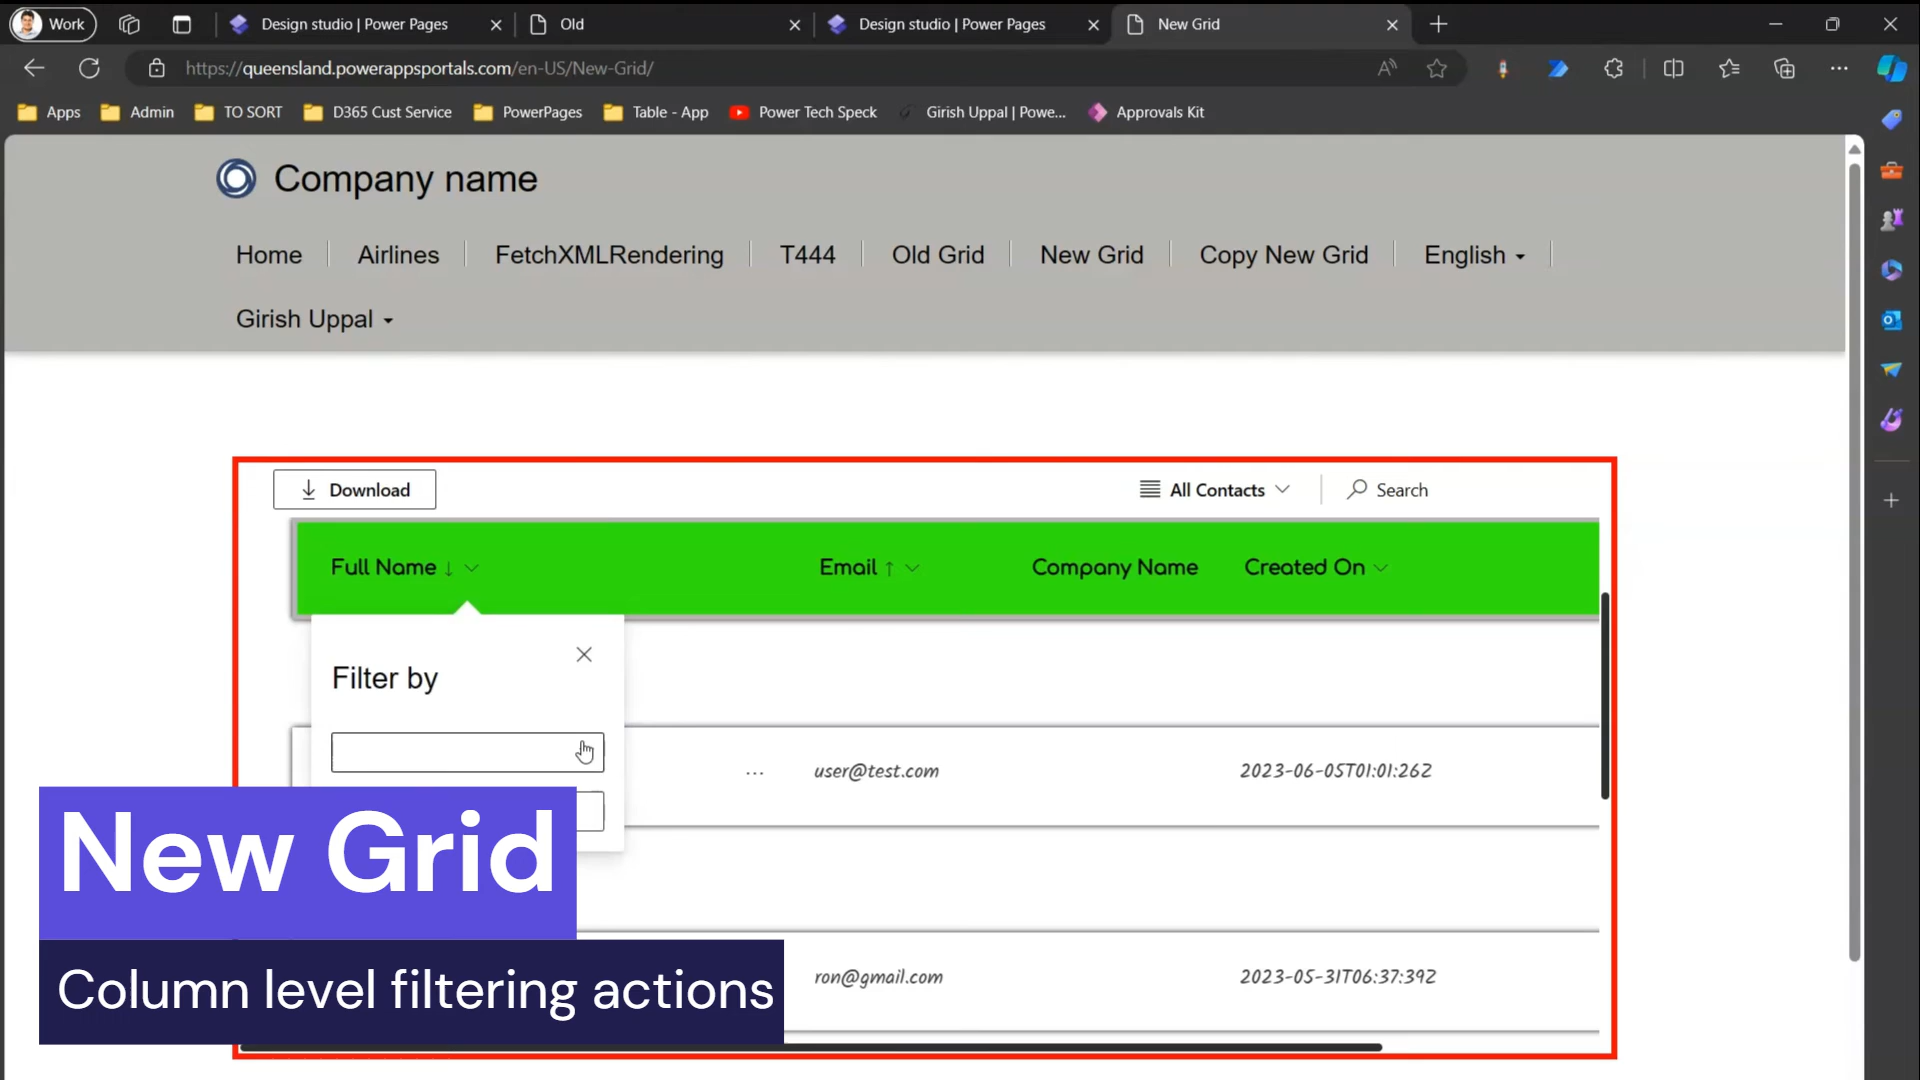 Work
Design studio | Power Pages
Old
Design studio | Power Pages
New Grid
https://queensland.powerappsportals.com/en-US/New-Grid/
Apps
Admin
TO SORT
D365 Cust Service
PowerPages
Table - App
Power Tech Speck
Girish Uppal | Powe...
Approvals Kit
Company name
Home
Airlines
FetchXMLRendering
T444
Old Grid
New Grid
Copy New Grid
English
Girish Uppal
Download
All Contacts
Search
Full Name ↓
Email ↑
Company Name
Created On
Filter by
... user@test.com 2023-06-05T01:01:26Z
ron@gmail.com 2023-05-31T06:37:39Z
New Grid
Column level filtering actions